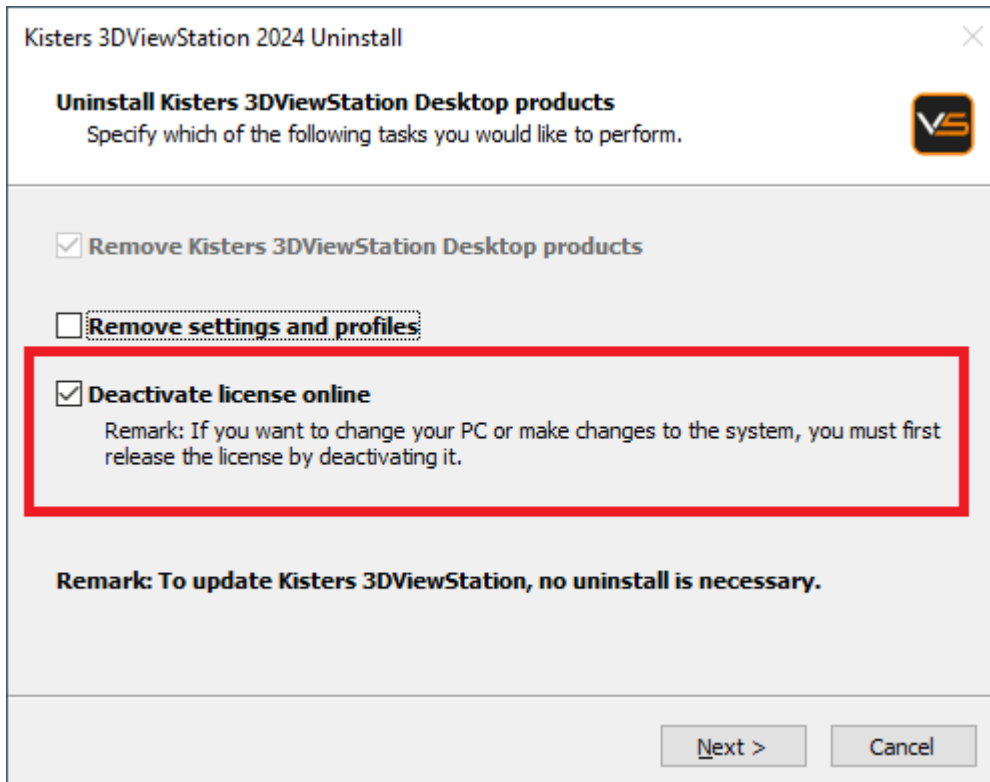 Kisters 3DViewStation 2024 Uninstall
Uninstall Kisters 3DViewStation Desktop products
Specify which of the following tasks you would like to perform.
VS
Remove Kisters 3DViewStation Desktop products
Remove settings and profiles
Deactivate license online
Remark: If you want to change your PC or make changes to the system, you must first
release the license by deactivating it.
Remark: To update Kisters 3DViewStation, no uninstall is necessary.
Next >
Cancel